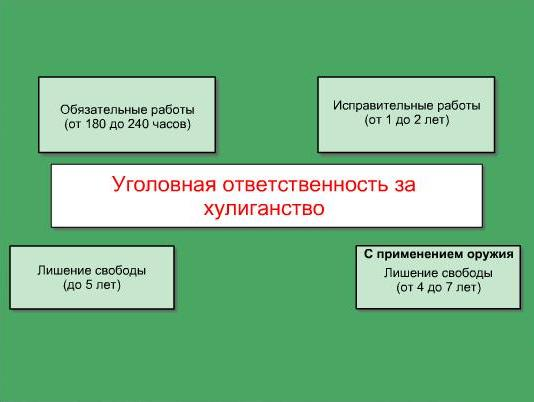 Обязательные работы
(от 180 до 240 часов)
Исправительные работы
(от 1 до 2 лет)
Уголовная ответственность за
хулиганство
Лишение свободы
(до 5 лет)
С применением оружия
Лишение свободы
(от 4 до 7 лет)